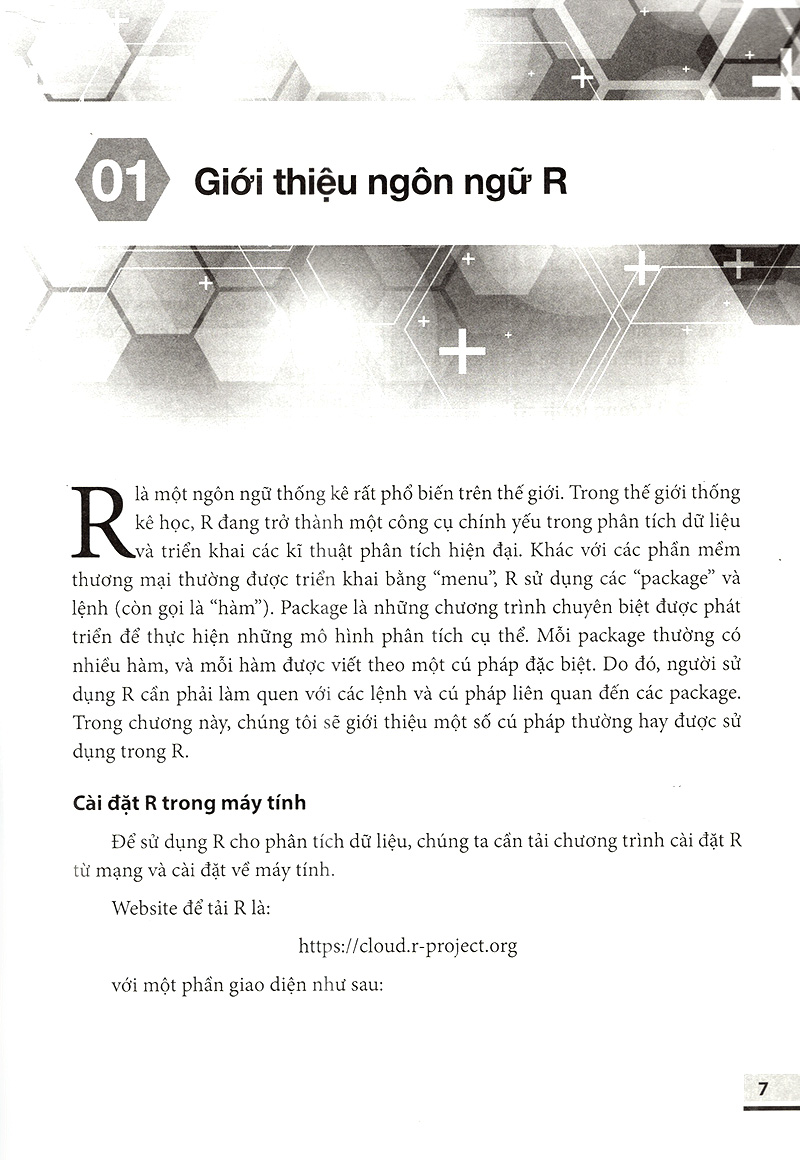 01 Giới thiệu ngôn ngữ R
R là một ngôn ngữ thống kê rất phổ biến trên thế giới. Trong thế giới thống
kê học, R đang trở thành một công cụ chính yếu trong phân tích dữ liệu
và triển khai các kĩ thuật phân tích hiện đại. Khác với các phần mềm
thương mại thường được triển khai bằng “menu”, R sử dụng các “package” và
lệnh (còn gọi là “hàm”). Package là những chương trình chuyên biệt được phát
triển để thực hiện những mô hình phân tích cụ thể. Mỗi package thường có
nhiều hàm, và mỗi hàm được viết theo một cú pháp đặc biệt. Do đó, người sử
dụng R cần phải làm quen với các lệnh và cú pháp liên quan đến các package.
Trong chương này, chúng tôi sẽ giới thiệu một số cú pháp thường hay được sử
dụng trong R.
Cài đặt R trong máy tính
Để sử dụng R cho phân tích dữ liệu, chúng ta cần tải chương trình cài đặt R
từ mạng và cài đặt về máy tính.
Website để tải R là:
https://cloud.r-project.org
với một phần giao diện như sau:
7